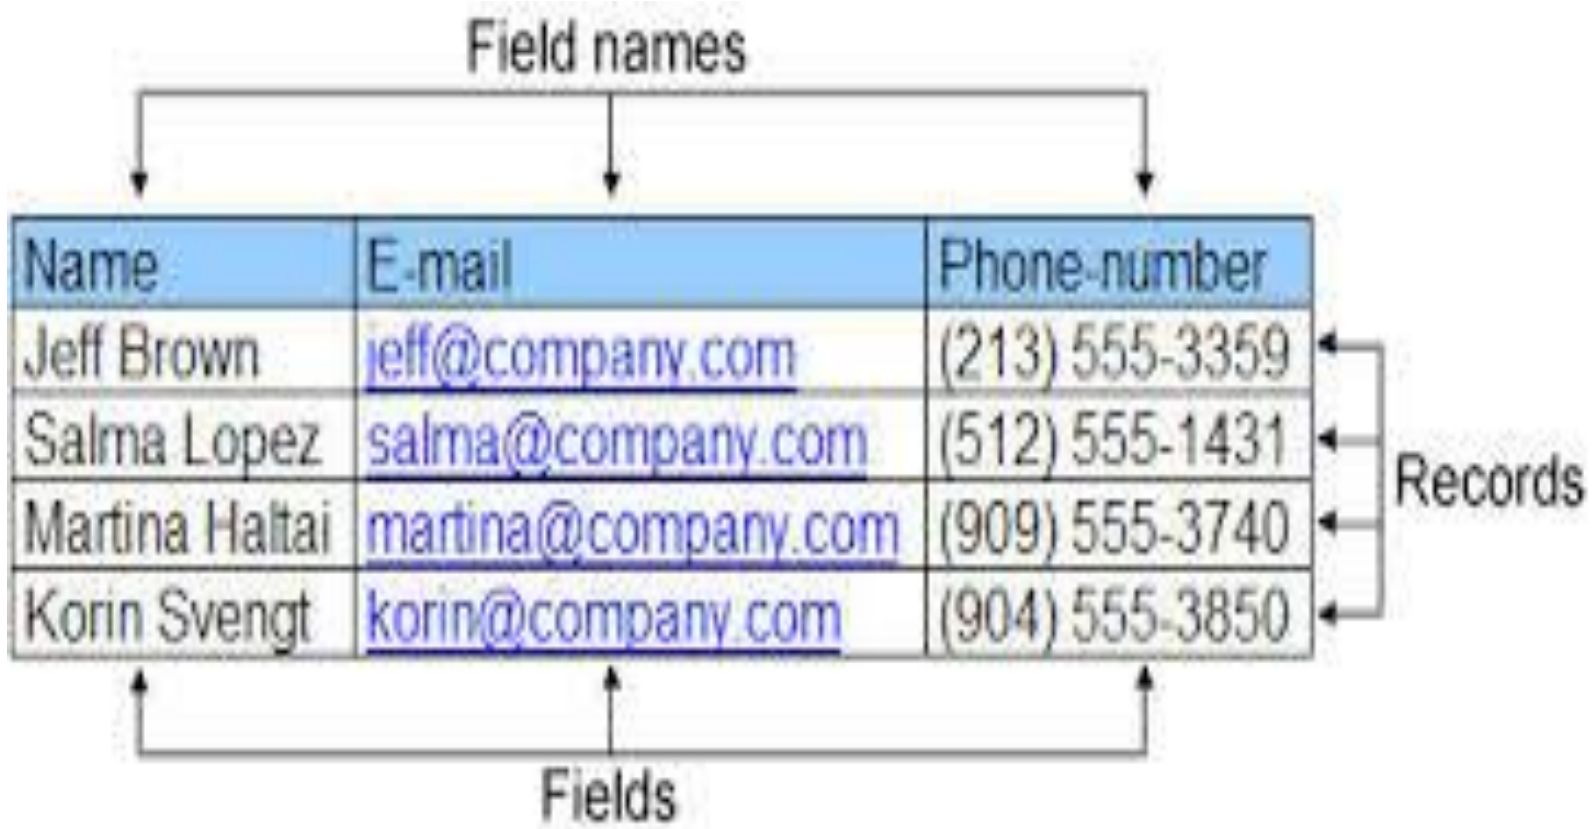 Field names
Name E-mail Phone-number
Jeff Brown jeff@company.com (213) 555-3359
Salma Lopez salma@company.com (512) 555-1431
Martina Haltai martina@company.com (909) 555-3740
Korin Svengt korin@company.com (904) 555-3850
Records
Fields